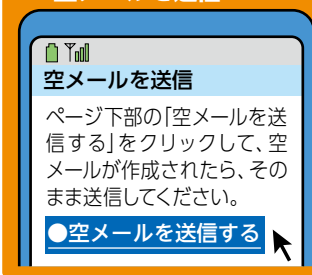 空メールを送信
ページ下部の「空メールを送
信する」をクリックして、空
メールが作成されたら、その
まま送信してください。
●空メールを送信する